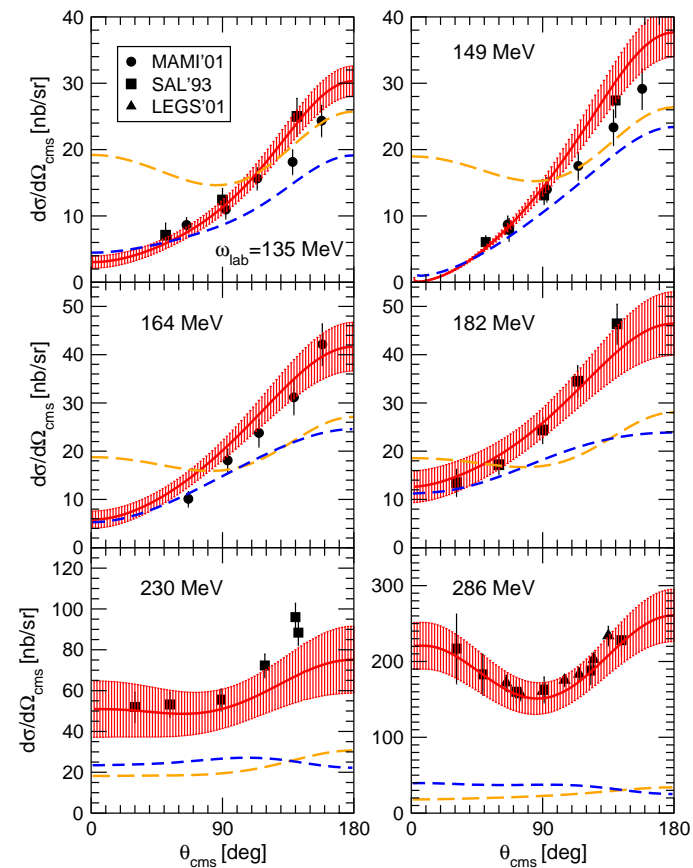 40
30
20
10
0
dσ/dΩcms [nb/sr]
MAMI'01
SAL'93
LEGS'01
ωlab=135 MeV
40
30
20
10
0
149 MeV
50
40
30
20
10
0
dσ/dΩcms [nb/sr]
164 MeV
50
40
30
20
10
0
182 MeV
120
100
80
60
40
20
0
dσ/dΩcms [nb/sr]
230 MeV
0 90 180
θcms [deg]
300
200
100
0
286 MeV
0 90 180
θcms [deg]